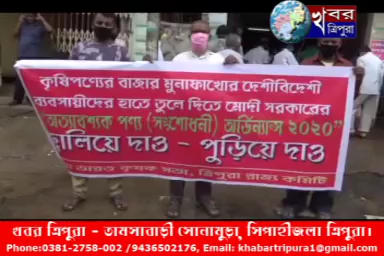 খবর
ত্রিপুরা
কৃষিপণ্যের বাজার মুনাফাখোর দেশীবিদেশী
ব্যবসায়ীদের হাতে তুলে দিতে মোদী সরকারের
অত্যাবশ্যক পণ্য (সংশোধনী) অর্ডিন্যান্স ২০২০"
জ্বালিয়ে দাও - পুড়িয়ে দাও
ভারত কৃষক সভা, ত্রিপুরা রাজ্য কমিটি
খবর ত্রিপুরা - তামসাবাড়ী সোনামুড়া, সিপাহীজলা ত্রিপুরা।
Phone:0381-2758-002 /9436502176, Email: khabartripura1@gmail.com